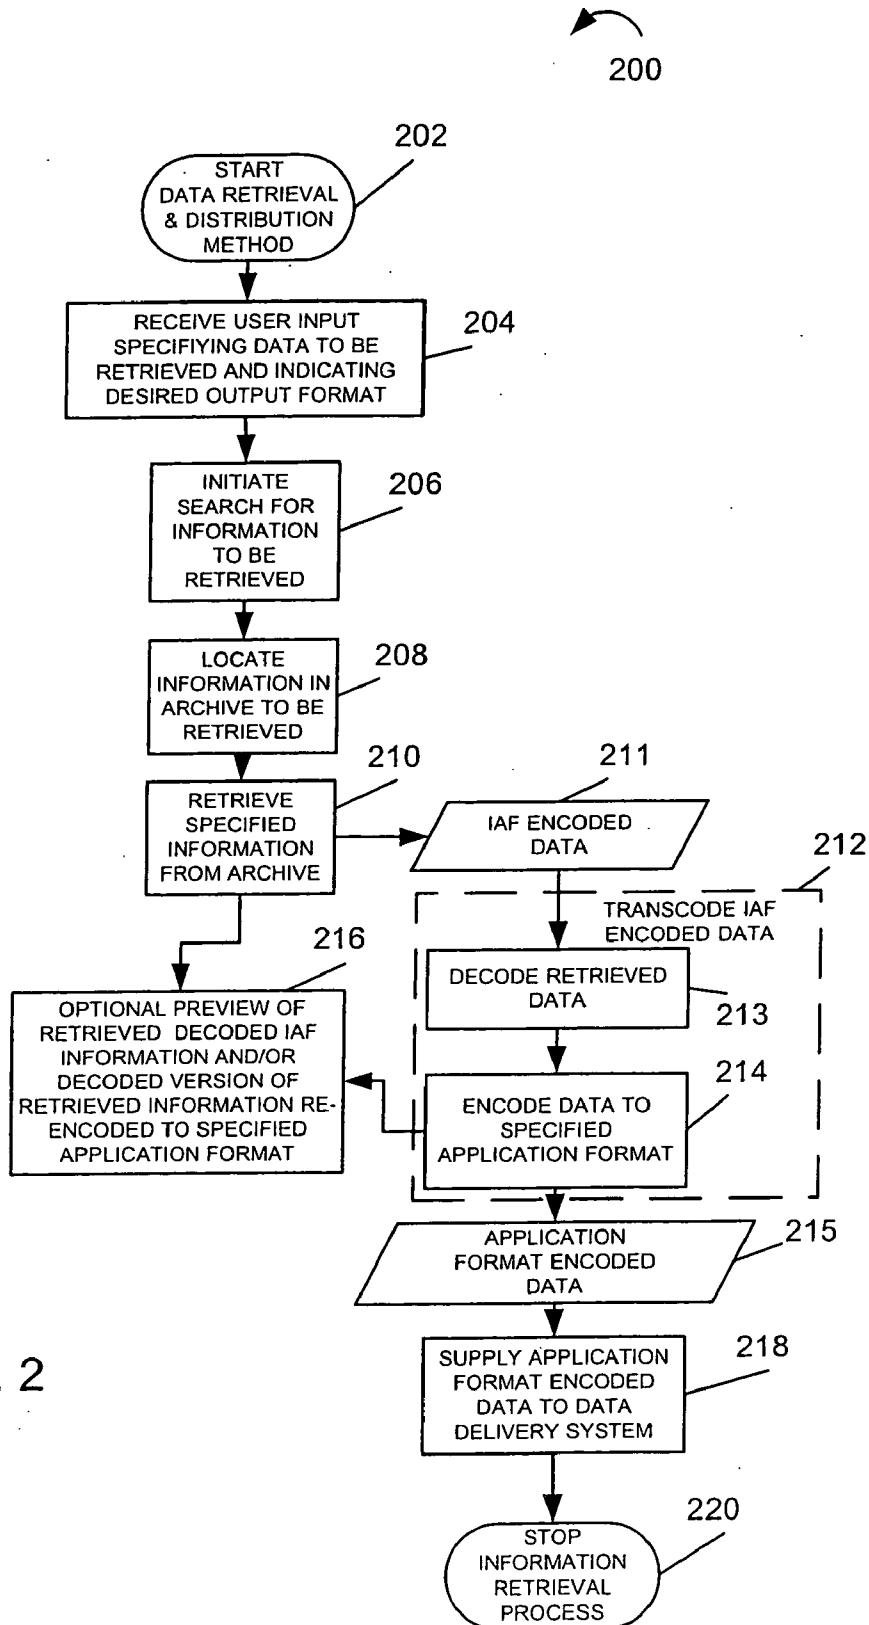 200
202
START
DATA RETRIEVAL
& DISTRIBUTION
METHOD
204
RECEIVE USER INPUT
SPECIFIYING DATA TO BE
RETRIEVED AND INDICATING
DESIRED OUTPUT FORMAT
206
INITIATE
SEARCH FOR
INFORMATION
TO BE
RETRIEVED
208
LOCATE
INFORMATION IN
ARCHIVE TO BE
RETRIEVED
210
RETRIEVE
SPECIFIED
INFORMATION
FROM ARCHIVE
211
IAF ENCODED
DATA
212
TRANSCODE IAF
ENCODED DATA
DECODE RETRIEVED
DATA
213
214
ENCODE DATA TO
SPECIFIED
APPLICATION FORMAT
216
OPTIONAL PREVIEW OF
RETRIEVED DECODED IAF
INFORMATION AND/OR
DECODED VERSION OF
RETRIEVED INFORMATION RE-
ENCODED TO SPECIFIED
APPLICATION FORMAT
215
APPLICATION
FORMAT ENCODED
DATA
218
SUPPLY APPLICATION
FORMAT ENCODED
DATA TO DATA
DELIVERY SYSTEM
. 2
220
STOP
INFORMATION
RETRIEVAL
PROCESS